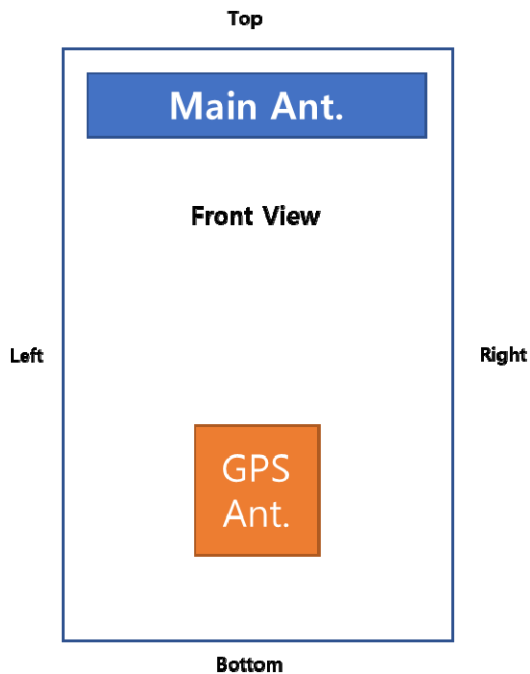 Top
Main Ant.
Front View
Left
Right
GPS
Ant.
Bottom